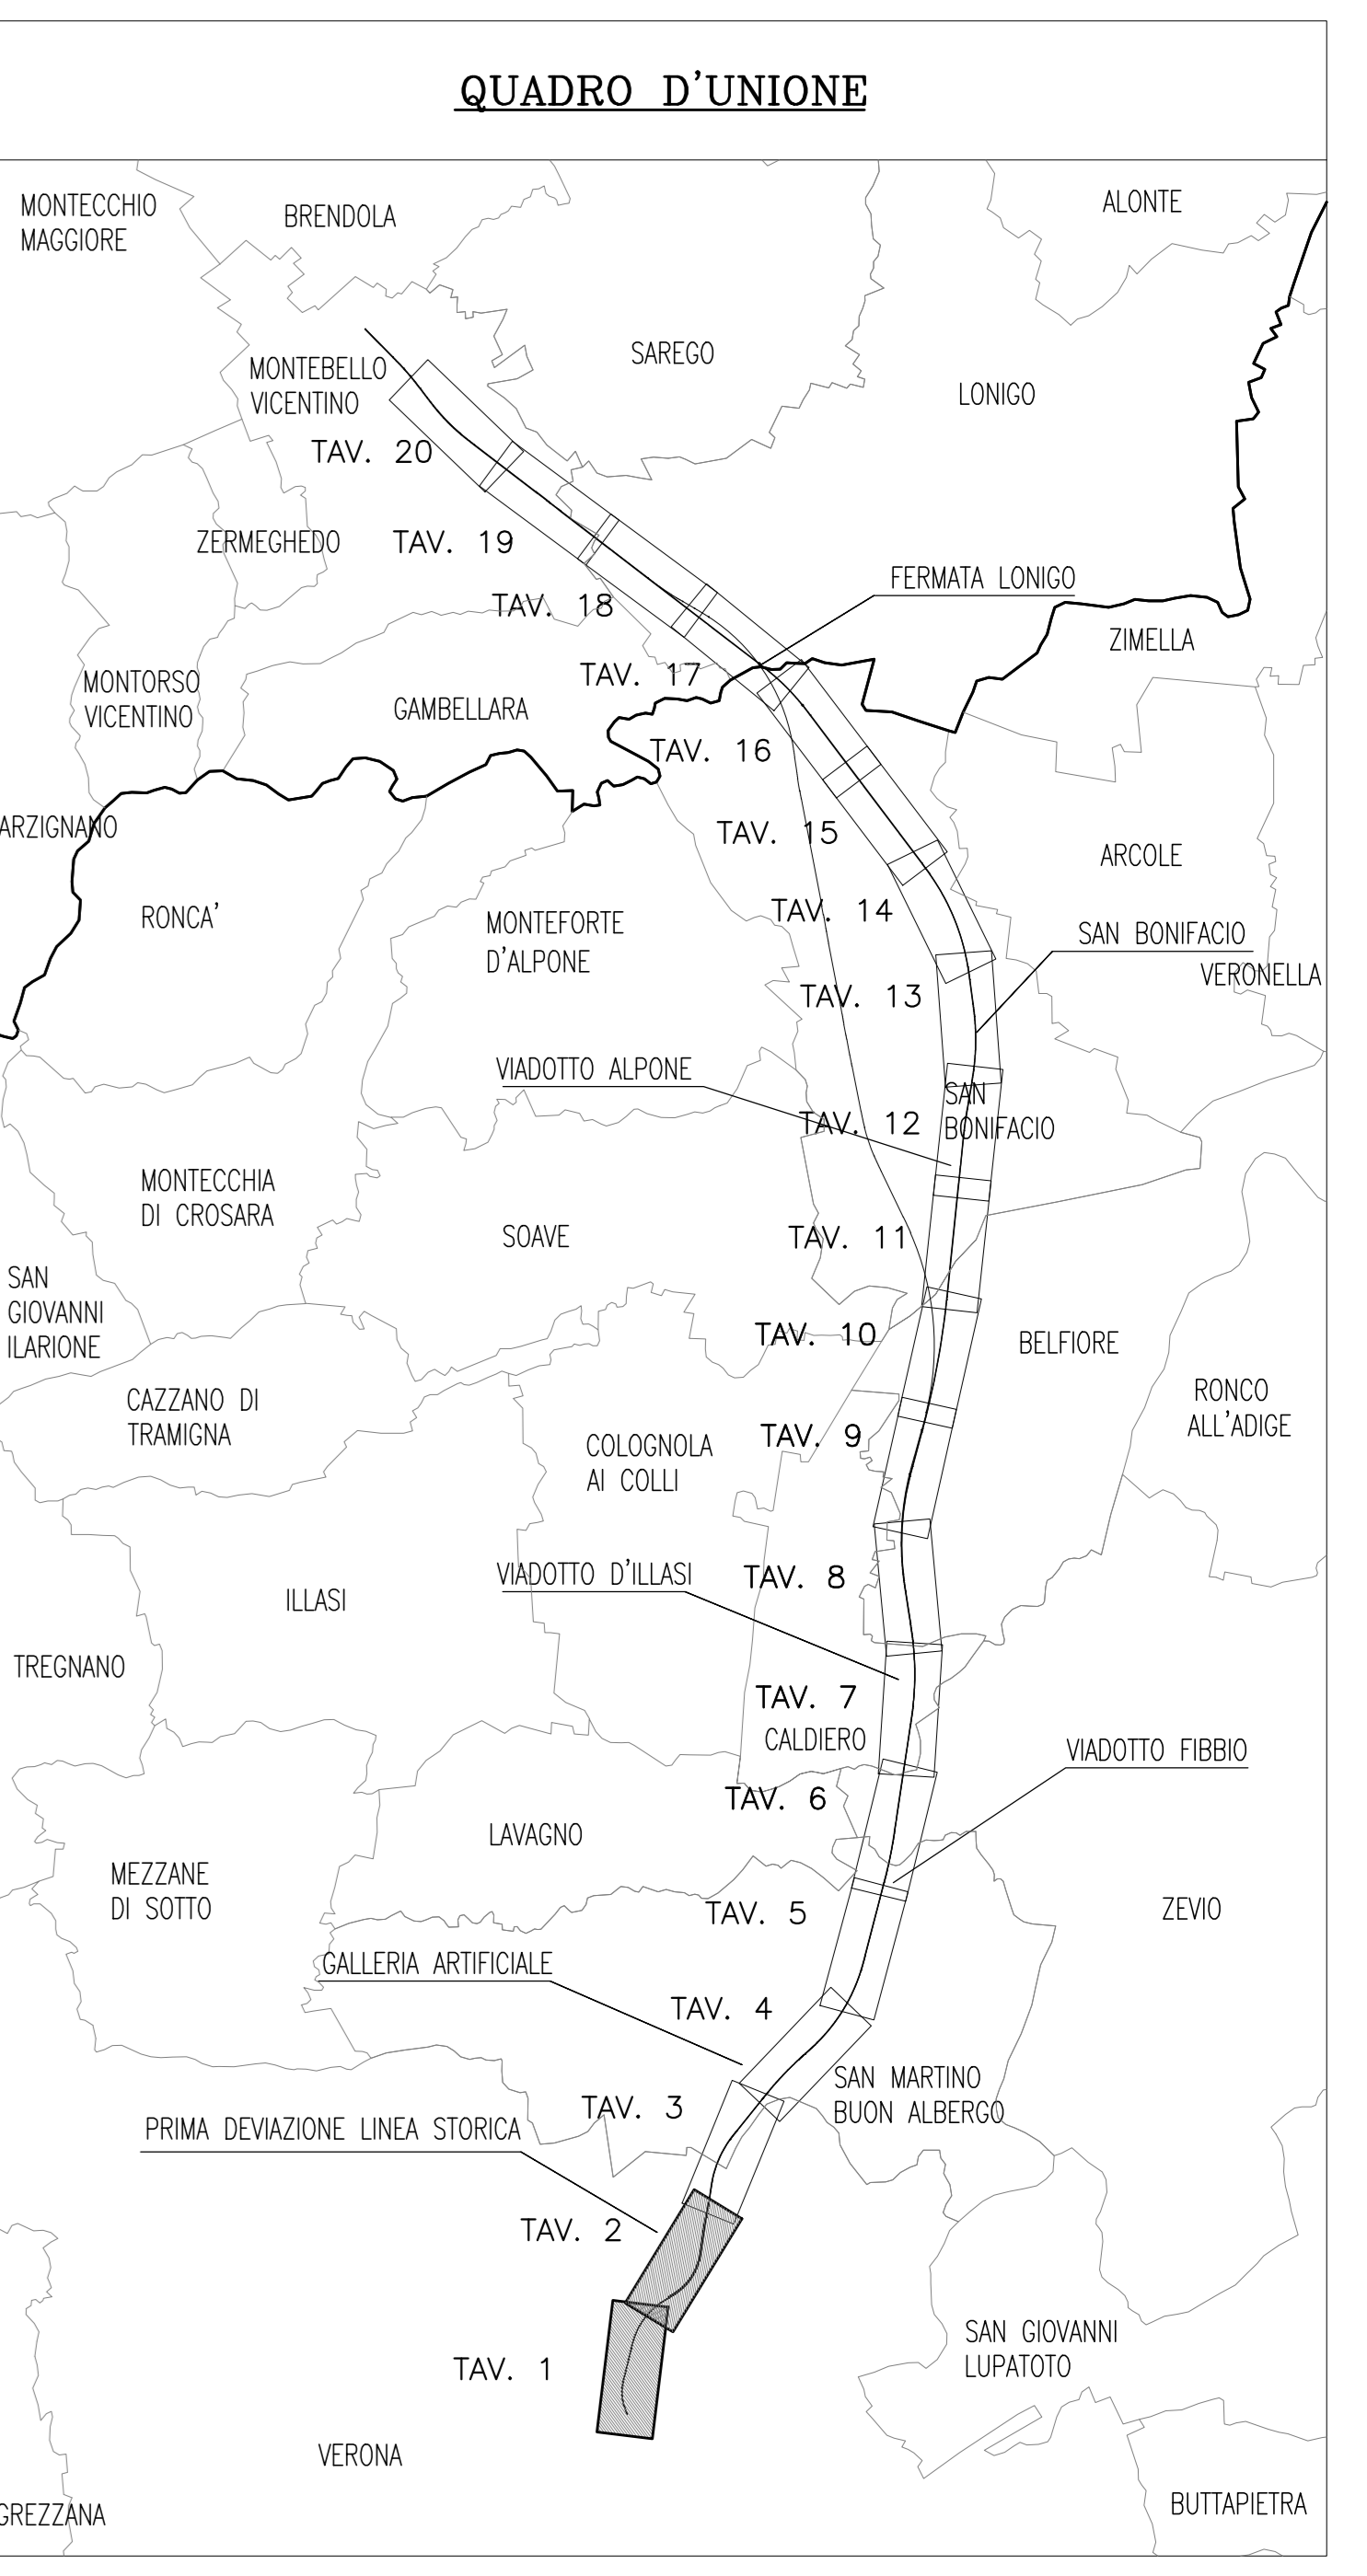 QUADRO D'UNIONE
MONTECCHIO
MAGGIORE
BRENDOLA
ALONTE
SAREGO
MONTEBELLO
VICENTINO
LONIGO
TAV. 20
ZERMEGHEDO
TAV. 19
FERMATA LONIGO
TAV. 18
ZIMELLA
TAV. 17
MONTORSO
VICENTINO
GAMBELLARA
TAV. 16
ARZIGNANO
TAV. 15
ARCOLE
RONCA'
MONTEFORTE
D'ALPONE
TAV. 14
SAN BONIFACIO
VERONELLA
TAV. 13
VIADOTTO ALPONE
SAN
BONIFACIO
TAV. 12
MONTECCHIA
DI CROSARA
SOAVE
TAV. 11
SAN
GIOVANNI
ILARIONE
TAV. 10
BELFIORE
CAZZANO DI
TRAMIGNA
RONCO
ALL'ADIGE
COLOGNOLA
AI COLLI
TAV. 9
VIADOTTO D'ILLASI
TAV. 8
ILLASI
TREGNANO
TAV. 7
CALDIERO
VIADOTTO FIBBIO
TAV. 6
LAVAGNO
MEZZANE
DI SOTTO
TAV. 5
ZEVIO
GALLERIA ARTIFICIALE
TAV. 4
SAN MARTINO
BUON ALBERGO
TAV. 3
PRIMA DEVIAZIONE LINEA STORICA
TAV. 2
SAN GIOVANNI
LUPATOTO
TAV. 1
VERONA
BUTTAPIETRA
GREZZANA